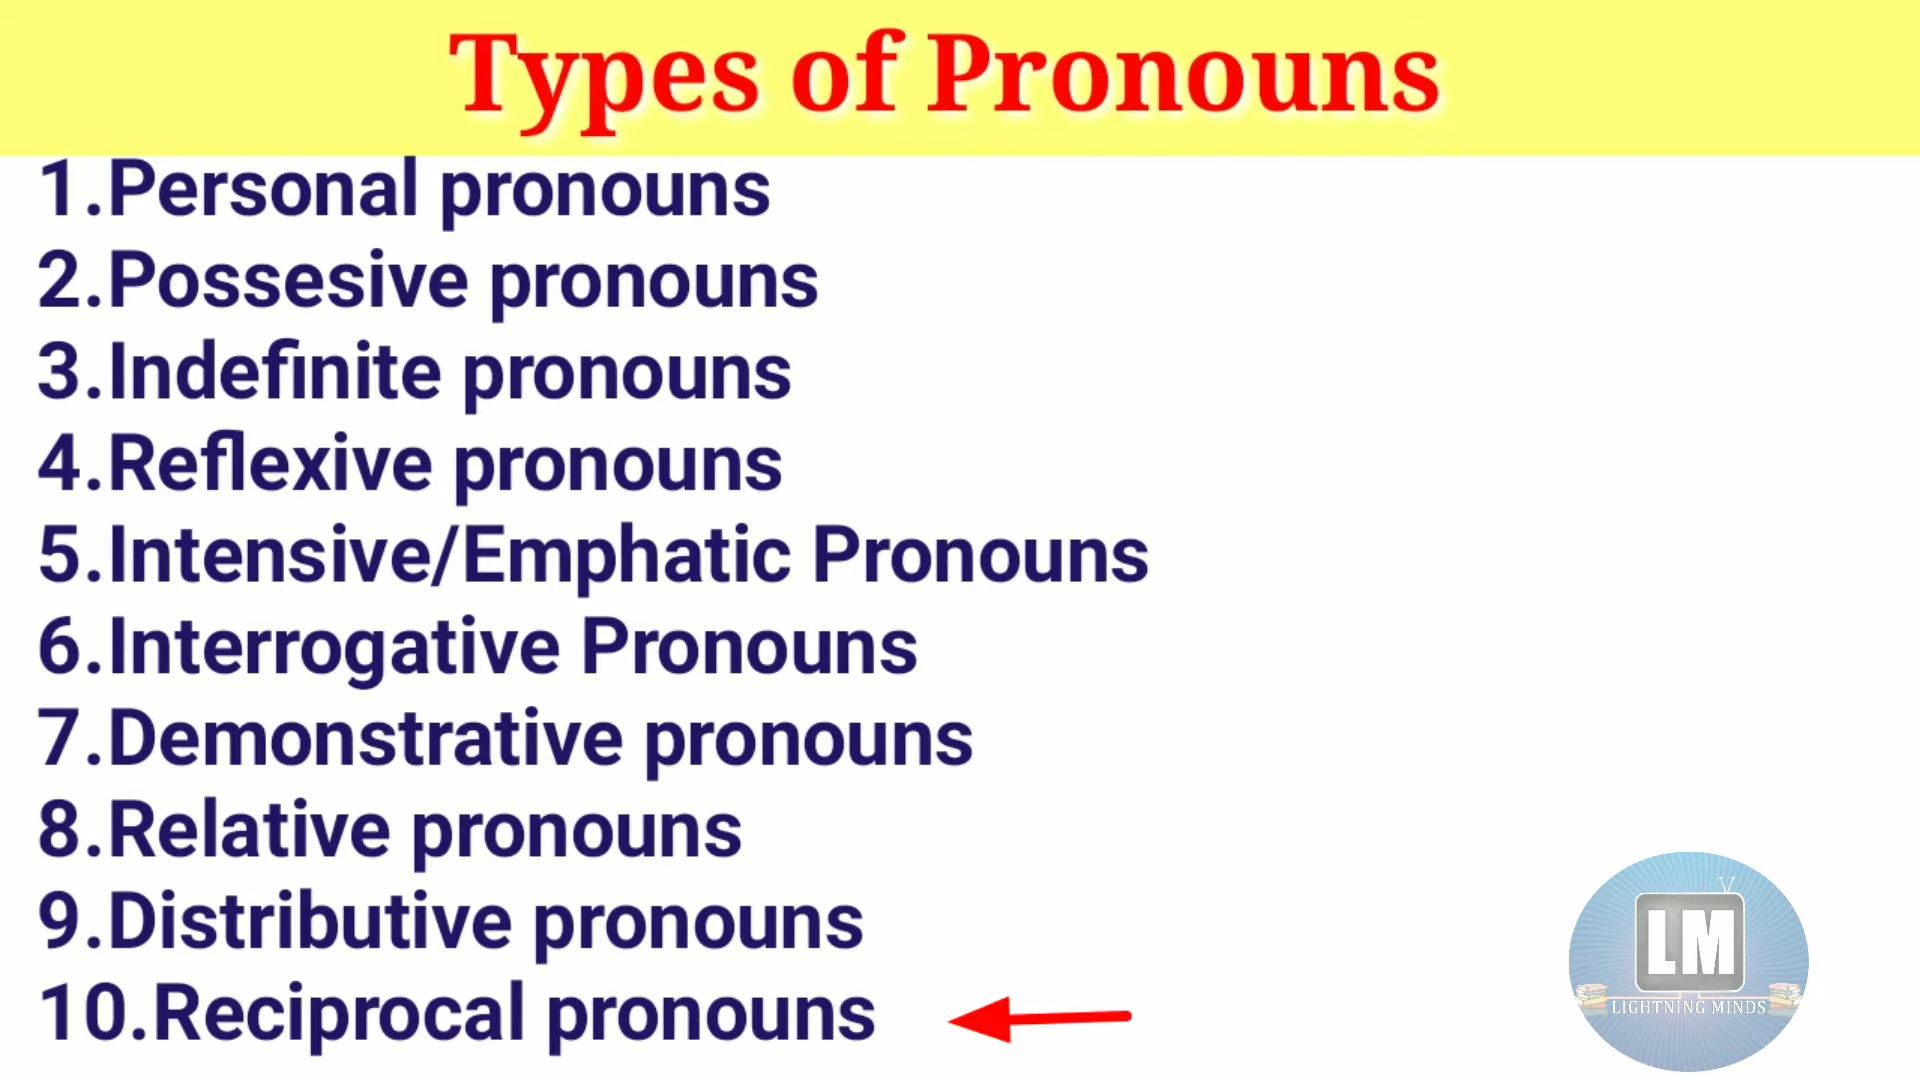 Types of Pronouns
1.Personal pronouns
2.Possesive pronouns
3.Indefinite pronouns
4.Reflexive pronouns
5.Intensive/Emphatic Pronouns
6.Interrogative Pronouns
7.Demonstrative pronouns
8.Relative pronouns
9.Distributive pronouns
10.Reciprocal pronouns
LM
LIGHTNING MINDS